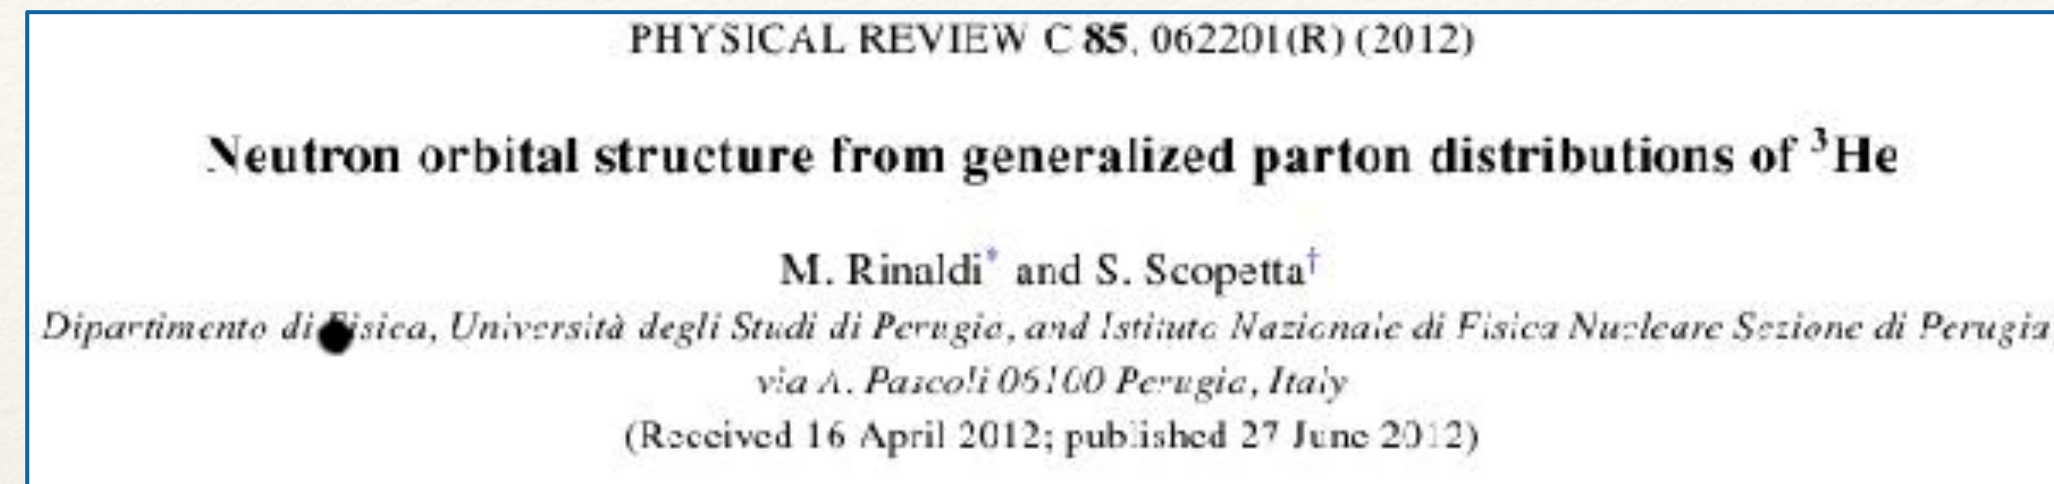 PHYSICAL REVIEW C 85, 062201(R) (2012)
Neutron orbital structure from generalized parton distributions of ³He
M. Rinaldi* and S. Scopetta†
Dipartimento di Fisica, Università degli Studi di Perugia, and Istituto Nazionale di Fisica Nucleare Sezione di Perugia
via A. Pascoli 06100 Perugia, Italy
(Received 16 April 2012; published 27 June 2012)